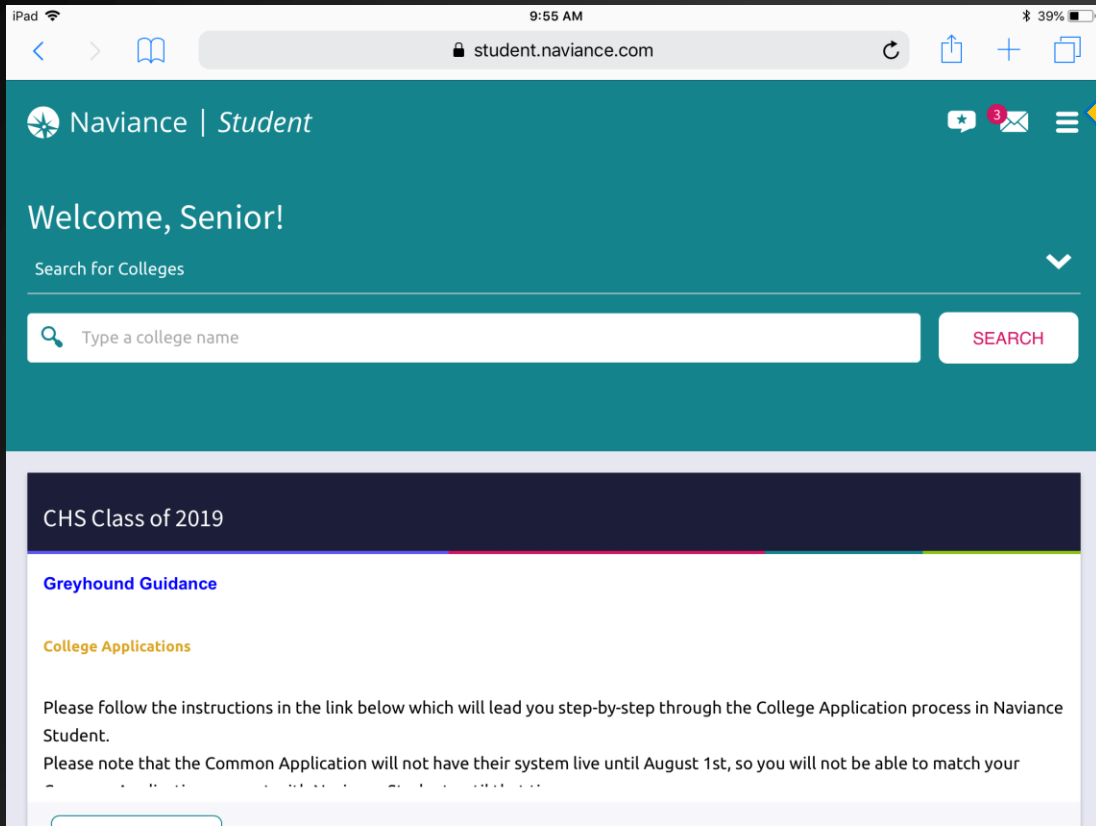 iPad 9:55 AM 39%
student.naviance.com
Naviance | Student 3
Welcome, Senior!
Search for Colleges
Type a college name SEARCH
CHS Class of 2019
Greyhound Guidance
College Applications
Please follow the instructions in the link below which will lead you step-by-step through the College Application process in Naviance
Student.
Please note that the Common Application will not have their system live until August 1st, so you will not be able to match your